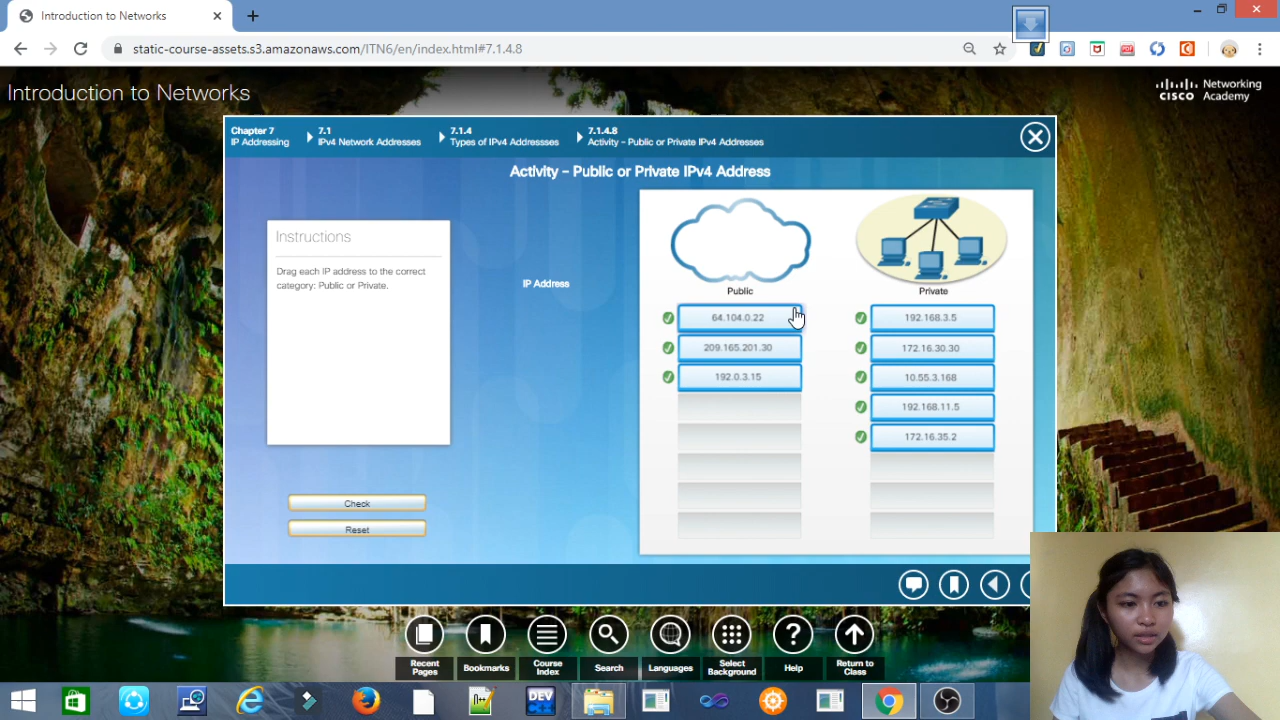 Introduction to Networks
static-course-assets.s3.amazonaws.com/ITN6/en/index.html#7.1.4.8
Introduction to Networks
CISCO
Networking
Academy
Chapter 7
IP Addressing
7.1
IPv4 Network Addresses
7.1.4
Types of IPv4 Addressses
7.1.4.8
Activity - Public or Private IPv4 Addresses
Activity - Public or Private IPv4 Address
Instructions
Drag each IP address to the correct
category: Public or Private.
IP Address
Public
Private
64.104.0.22
192.168.3.5
209.165.201.30
172.16.30.30
192.0.3.15
10.55.3.168
192.168.11.5
172.16.35.2
Check
Reset
Recent
Pages
Bookmarks
Course
Index
Search
Languages
Select
Background
Help
Return to
Class
DEV